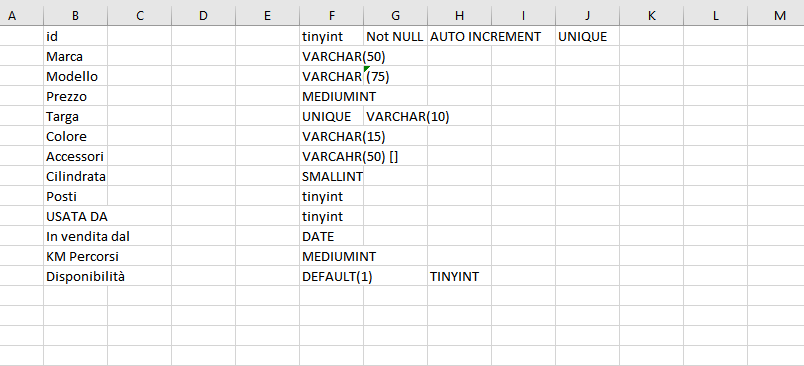 A B C D E F G H I J K L M
id tinyint Not NULL AUTO INCREMENT UNIQUE
Marca VARCHAR(50)
Modello VARCHAR (75)
Prezzo MEDIUMINT
Targa UNIQUE VARCHAR(10)
Colore VARCHAR(15)
Accessori VARCAHR(50) []
Cilindrata SMALLINT
Posti tinyint
USATA DA tinyint
In vendita dal DATE
KM Percorsi MEDIUMINT
Disponibilità DEFAULT(1) TINYINT